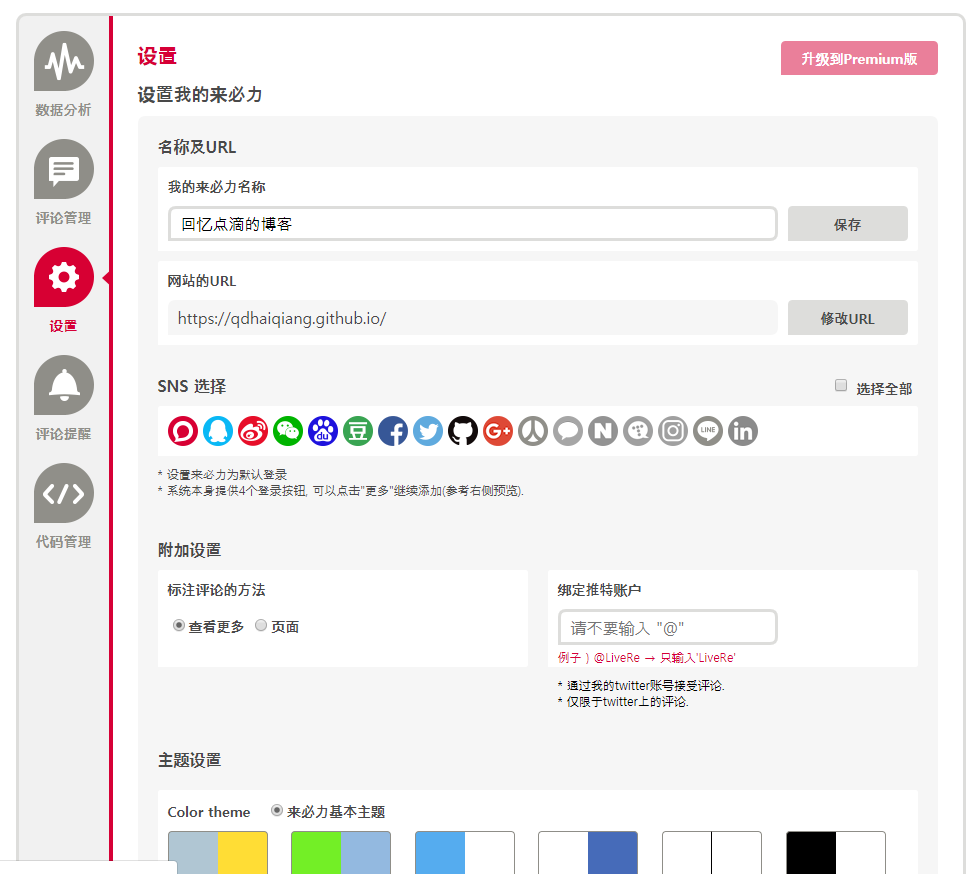 设置
升级到Premium版
设置我的来必力
数据分析
评论管理
设置
评论提醒
代码管理
名称及URL
我的来必力名称
回忆点滴的博客
保存
网站的URL
https://qdhaiqiang.github.io/
修改URL
SNS 选择
选择全部
du
豆
G+
N
LINE
in
* 设置来必力为默认登录
* 系统本身提供4个登录按钮, 可以点击"更多"继续添加(参考右侧预览).
附加设置
标注评论的方法
查看更多 页面
绑定推特账户
请不要输入 "@"
例子 ) @LiveRe → 只输入'LiveRe'
* 通过我的twitter账号接受评论.
* 仅限于twitter上的评论.
主题设置
Color theme 来必力基本主题